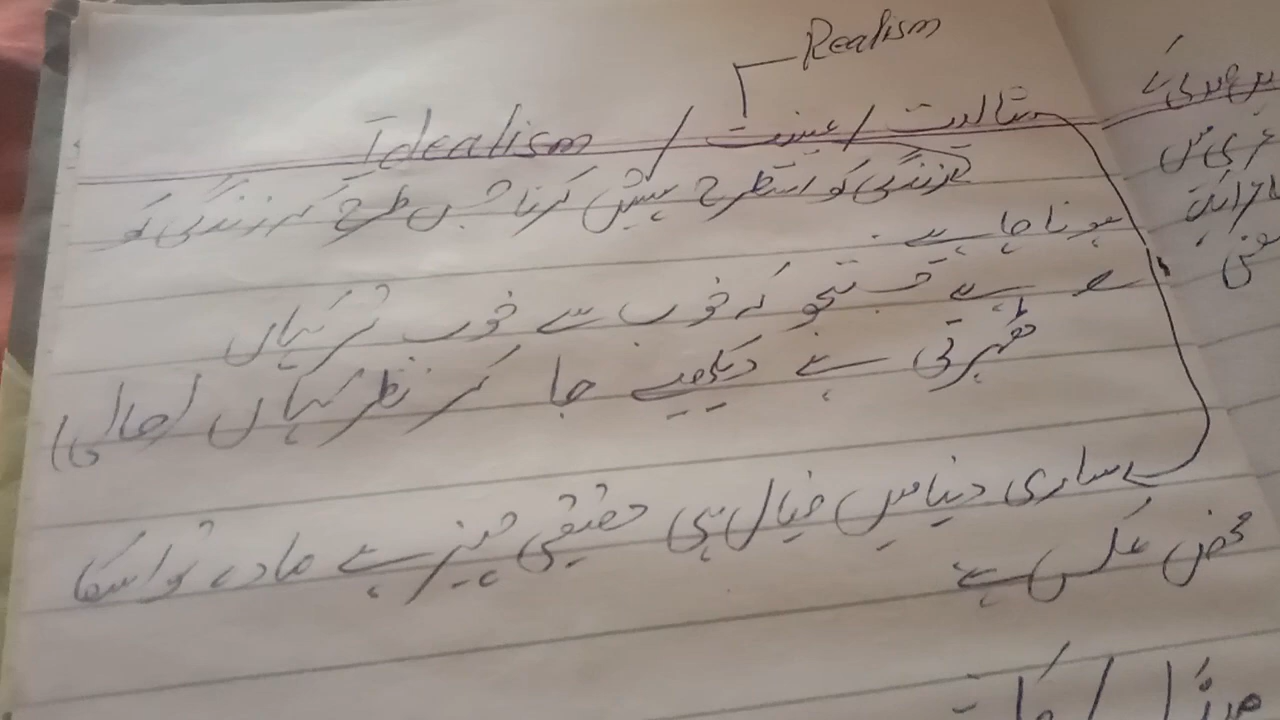 Realism
مثالیت / عینیت / Idealism
زندگی کو اسطرح پیش کرنا جس طرح کہ زندگی کو
ہونا چاہیے۔
ہے جستجو کہ خوب سے ہے خوب تر کہاں
ٹھہرتی ہے دیکھیے جا کر نظر کہاں (حالی)
ساری دنیا میں خیال ہی حقیقی چیز ہے مادہ تو اسکا
محض عکس ہے